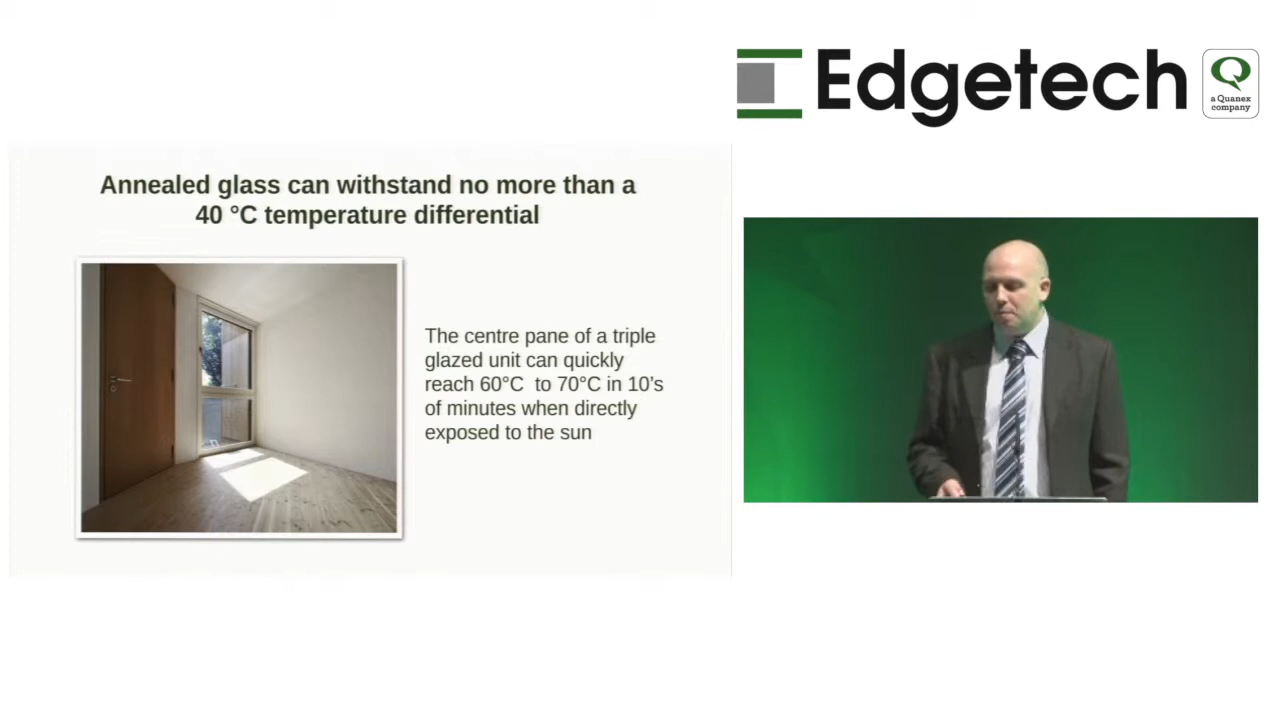 Edgetech
Q
a Quanex
company
Annealed glass can withstand no more than a
40 °C temperature differential
The centre pane of a triple
glazed unit can quickly
reach 60°C  to 70°C in 10's
of minutes when directly
exposed to the sun